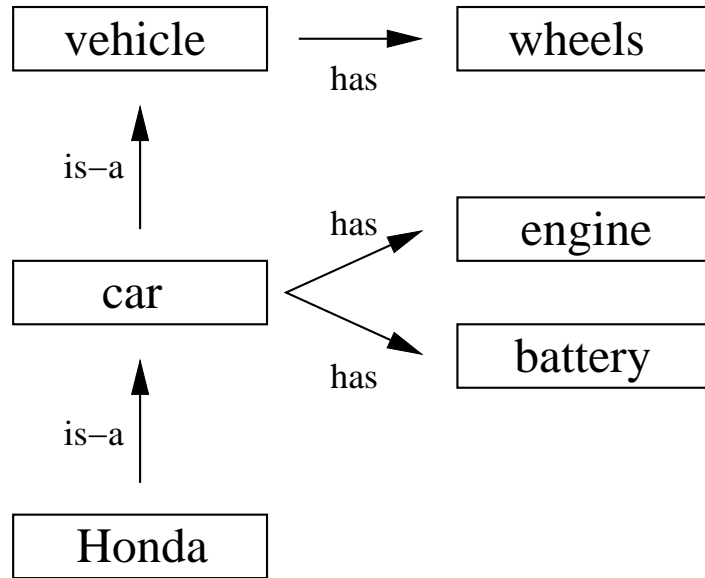 vehicle
has
wheels
is–a
has
engine
car
has
battery
is–a
Honda